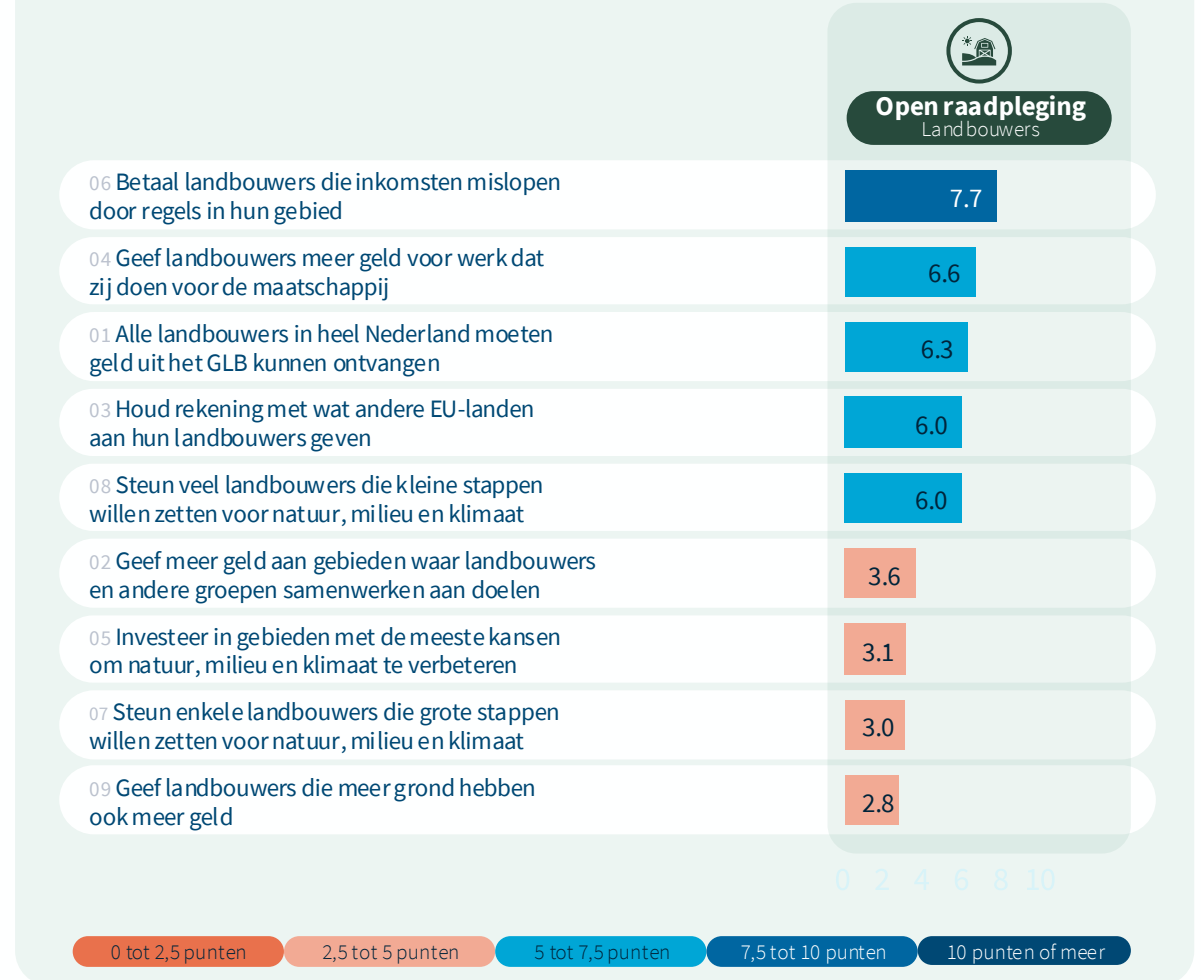 Open raadpleging
Landbouwers
06 Betaal landbouwers die inkomsten mislopen
door regels in hun gebied
7.7
04 Geef landbouwers meer geld voor werk dat
zij doen voor de maatschappij
6.6
01 Alle landbouwers in heel Nederland moeten
geld uit het GLB kunnen ontvangen
6.3
03 Houd rekening met wat andere EU-landen
aan hun landbouwers geven
6.0
08 Steun veel landbouwers die kleine stappen
willen zetten voor natuur, milieu en klimaat
6.0
02 Geef meer geld aan gebieden waar landbouwers
en andere groepen samenwerken aan doelen
3.6
05 Investeer in gebieden met de meeste kansen
om natuur, milieu en klimaat te verbeteren
3.1
07 Steun enkele landbouwers die grote stappen
willen zetten voor natuur, milieu en klimaat
3.0
09 Geef landbouwers die meer grond hebben
ook meer geld
2.8
0 2 4 6 8 10
0 tot 2,5 punten 2,5 tot 5 punten 5 tot 7,5 punten 7,5 tot 10 punten 10 punten of meer